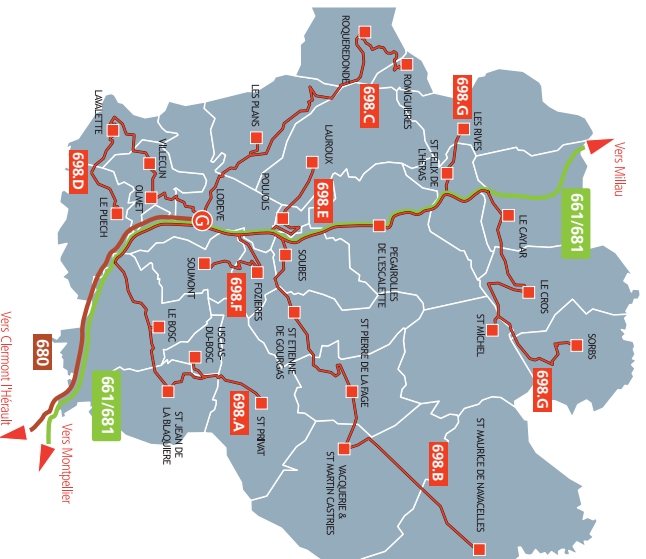 Vers Millau
661/681
SORBS
698.G
LE CROS
LE CAYLAR
ST MICHEL
LES RIVES
698.G
ST FELIX DE
L'HERAS
ROMIGUIERES
698.C
ROQUEREDONDE
ST MAURICE DE NAVACELLES
698.B
PEGAIROLLES
DE L'ESCALETTE
ST PIERRE DE LA FAGE
VACQUERIE &
ST MARTIN CASTRIES
LAUROUX
698.E
POUJOLS
LES PLANS
SOUBES
ST ETIENNE
DE GOURGAS
FOZIERES
698.F
SOUMONT
LODEVE
G
ST PRIVAT
698.A
USCLAS-
DU-BOSC
LE BOSC
ST JEAN DE
LA BLAQUIERE
VILLECUN
OLMET
LAVALETTE
698.D
LE PUECH
661/681
680
Vers Montpellier
Vers Clermont l'Hérault